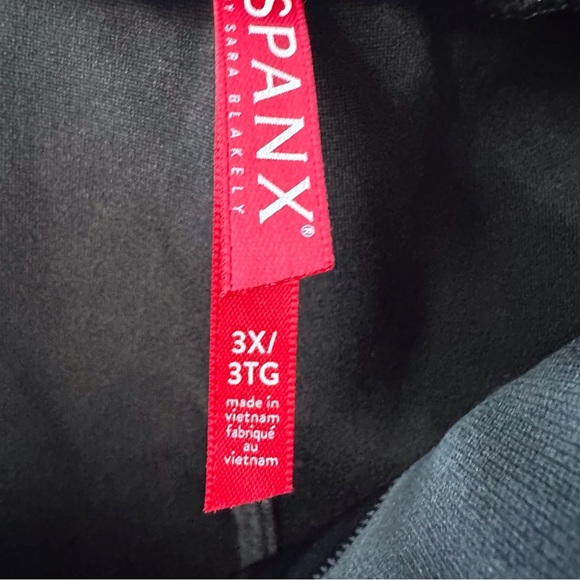 SPANX®
BY SARA BLAKELY
3X/
3TG
made in
vietnam
fabriqué
au
vietnam